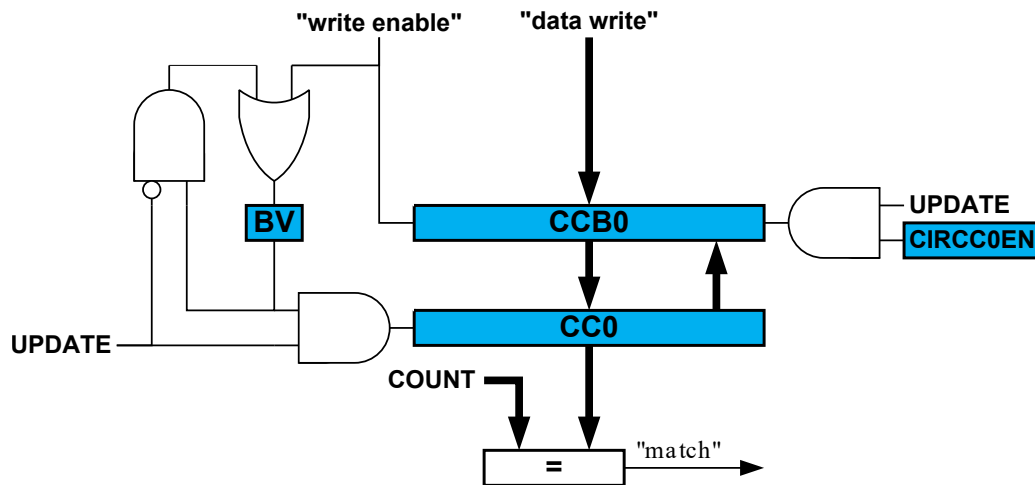 "write enable"
"data write"
BV
CCB0
UPDATE
CIRCC0EN
CC0
UPDATE
COUNT
=
"match"